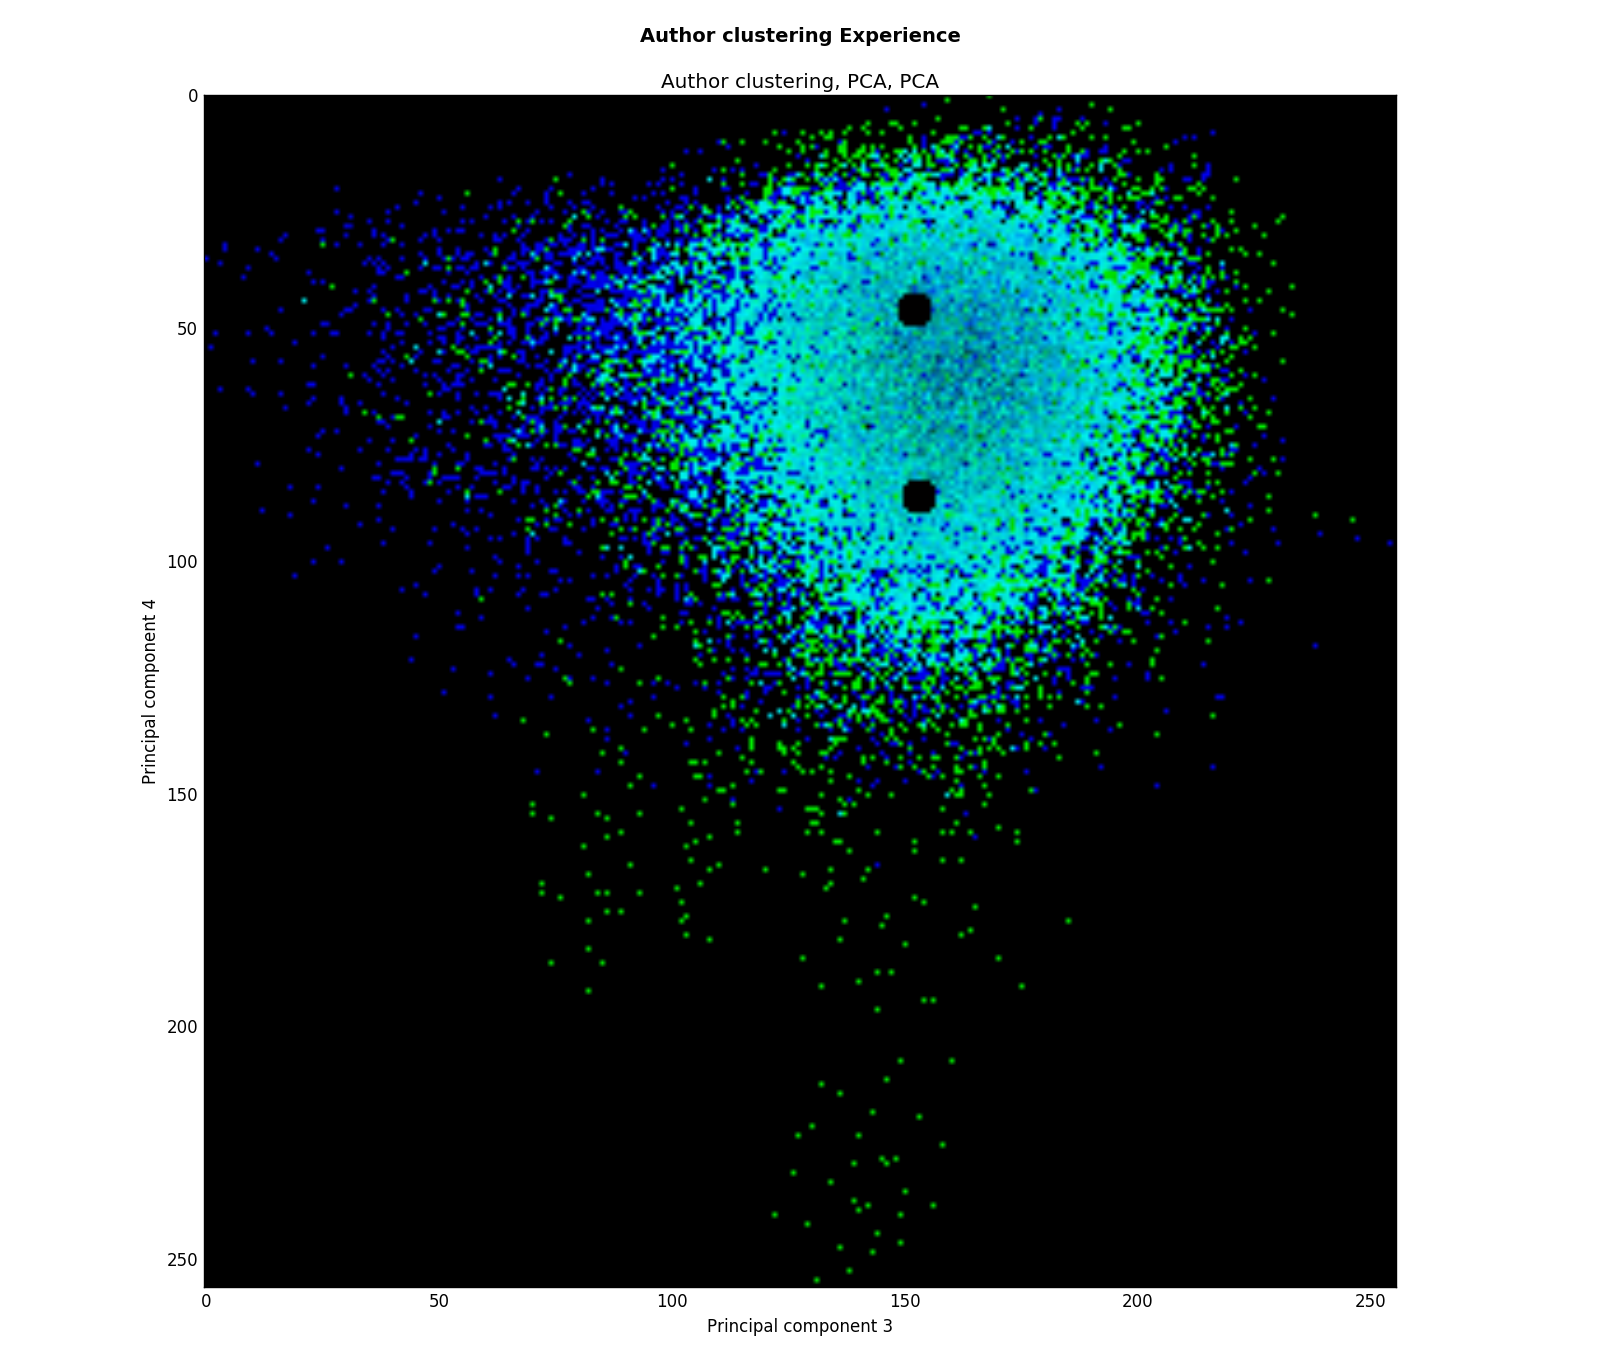 Author clustering Experience
Author clustering, PCA, PCA
0
50
100
150
200
250
Principal component 4
0 50 100 150 200 250
Principal component 3